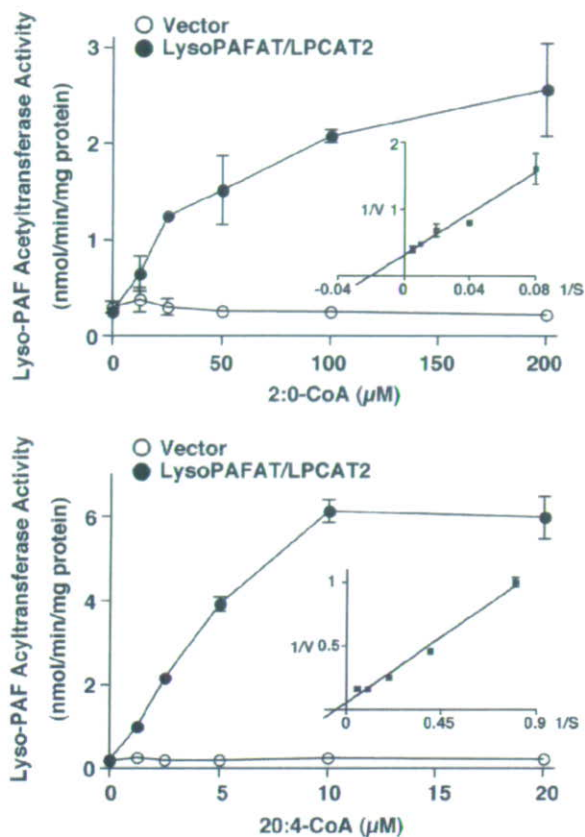 Vector
LysoPAFAT/LPCAT2
Lyso-PAF Acetyltransferase Activity
(nmol/min/mg protein)
3
2
1
0
0
50
100
150
200
2:0-CoA (µM)
2
1/V 1
-0.04
0
0.04
0.08
1/S
Vector
LysoPAFAT/LPCAT2
Lyso-PAF Acyltransferase Activity
(nmol/min/mg protein)
6
4
2
0
0
5
10
15
20
20:4-CoA (µM)
1
1/V 0.5
0
0.45
0.9
1/S